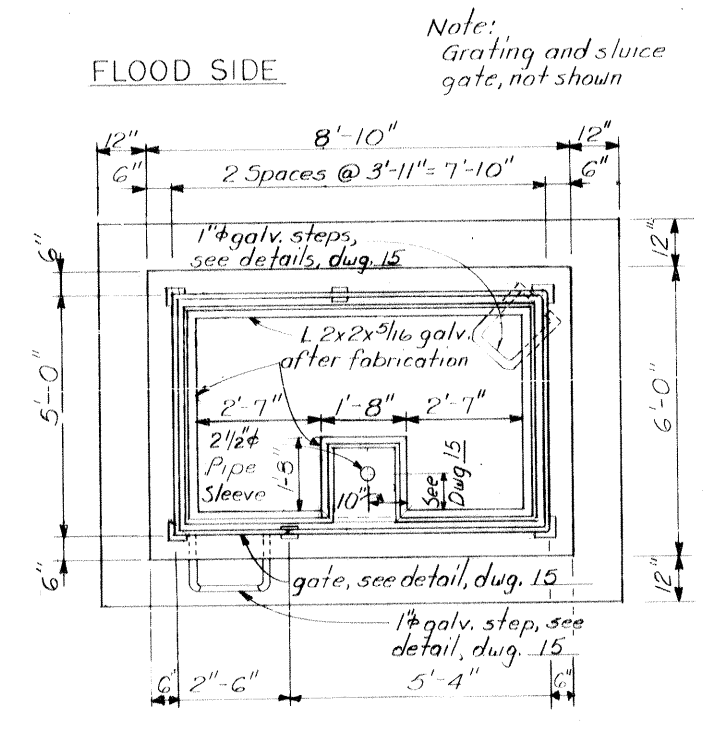 Note:
Grating and sluice
gate, not shown
FLOOD SIDE
12" 8'-10" 12"
6" 2 Spaces @ 3'-11" = 7'-10" 6"
1"ϕ galv. steps,
see details, dwg. 15
6"
12"
L 2x2x5/16 galv.
after fabrication
5'-0"
6'-0"
2'-7" 1'-8" 2'-7"
2 1/2"ϕ
Pipe
Sleeve
1'-8"
10"
See
Dwg 15
6"
12"
gate, see detail, dwg. 15
1"ϕ galv. step, see
detail, dwg. 15
6" 2'-6" 5'-4" 6"